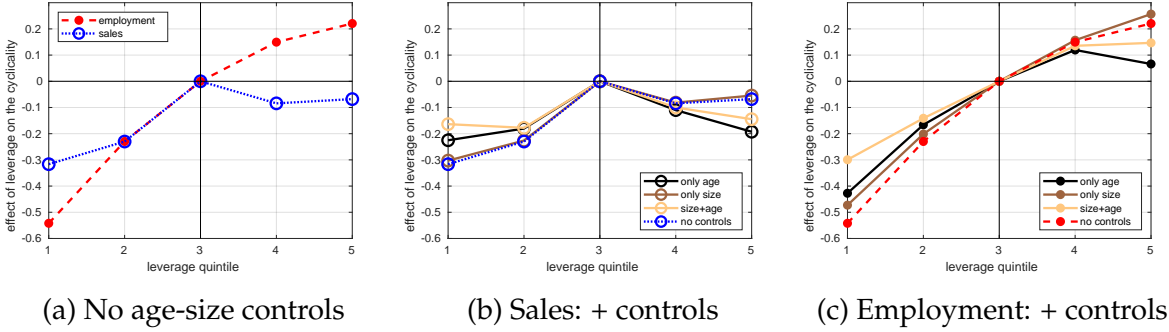 employment
sales
0.2
0.1
0
-0.1
-0.2
-0.3
-0.4
-0.5
-0.6
effect of leverage on the cyclicality
1 2 3 4 5
leverage quintile
(a) No age-size controls
0.2
0.1
0
-0.1
-0.2
-0.3
-0.4
-0.5
-0.6
effect of leverage on the cyclicality
only age
only size
size+age
no controls
1 2 3 4 5
leverage quintile
(b) Sales: + controls
0.2
0.1
0
-0.1
-0.2
-0.3
-0.4
-0.5
-0.6
effect of leverage on the cyclicality
only age
only size
size+age
no controls
1 2 3 4 5
leverage quintile
(c) Employment: + controls